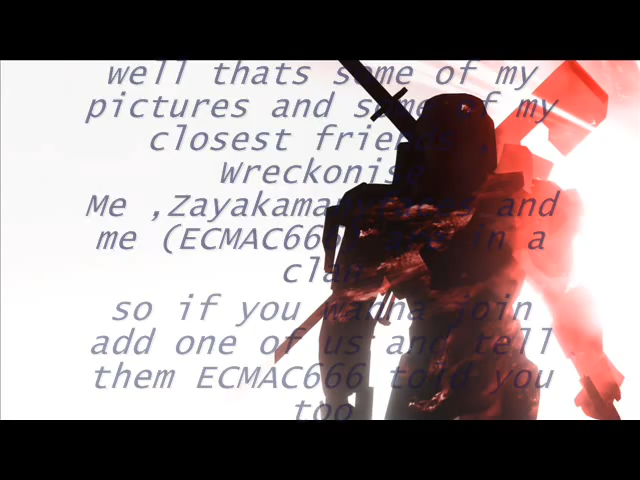 well thats some of my
pictures and some of my
closest friends ,
Wreckonise
Me and
me (ECMAC666) are in a
clan
so if you wanna join
add one of us and tell
them ECMAC666 told you
too